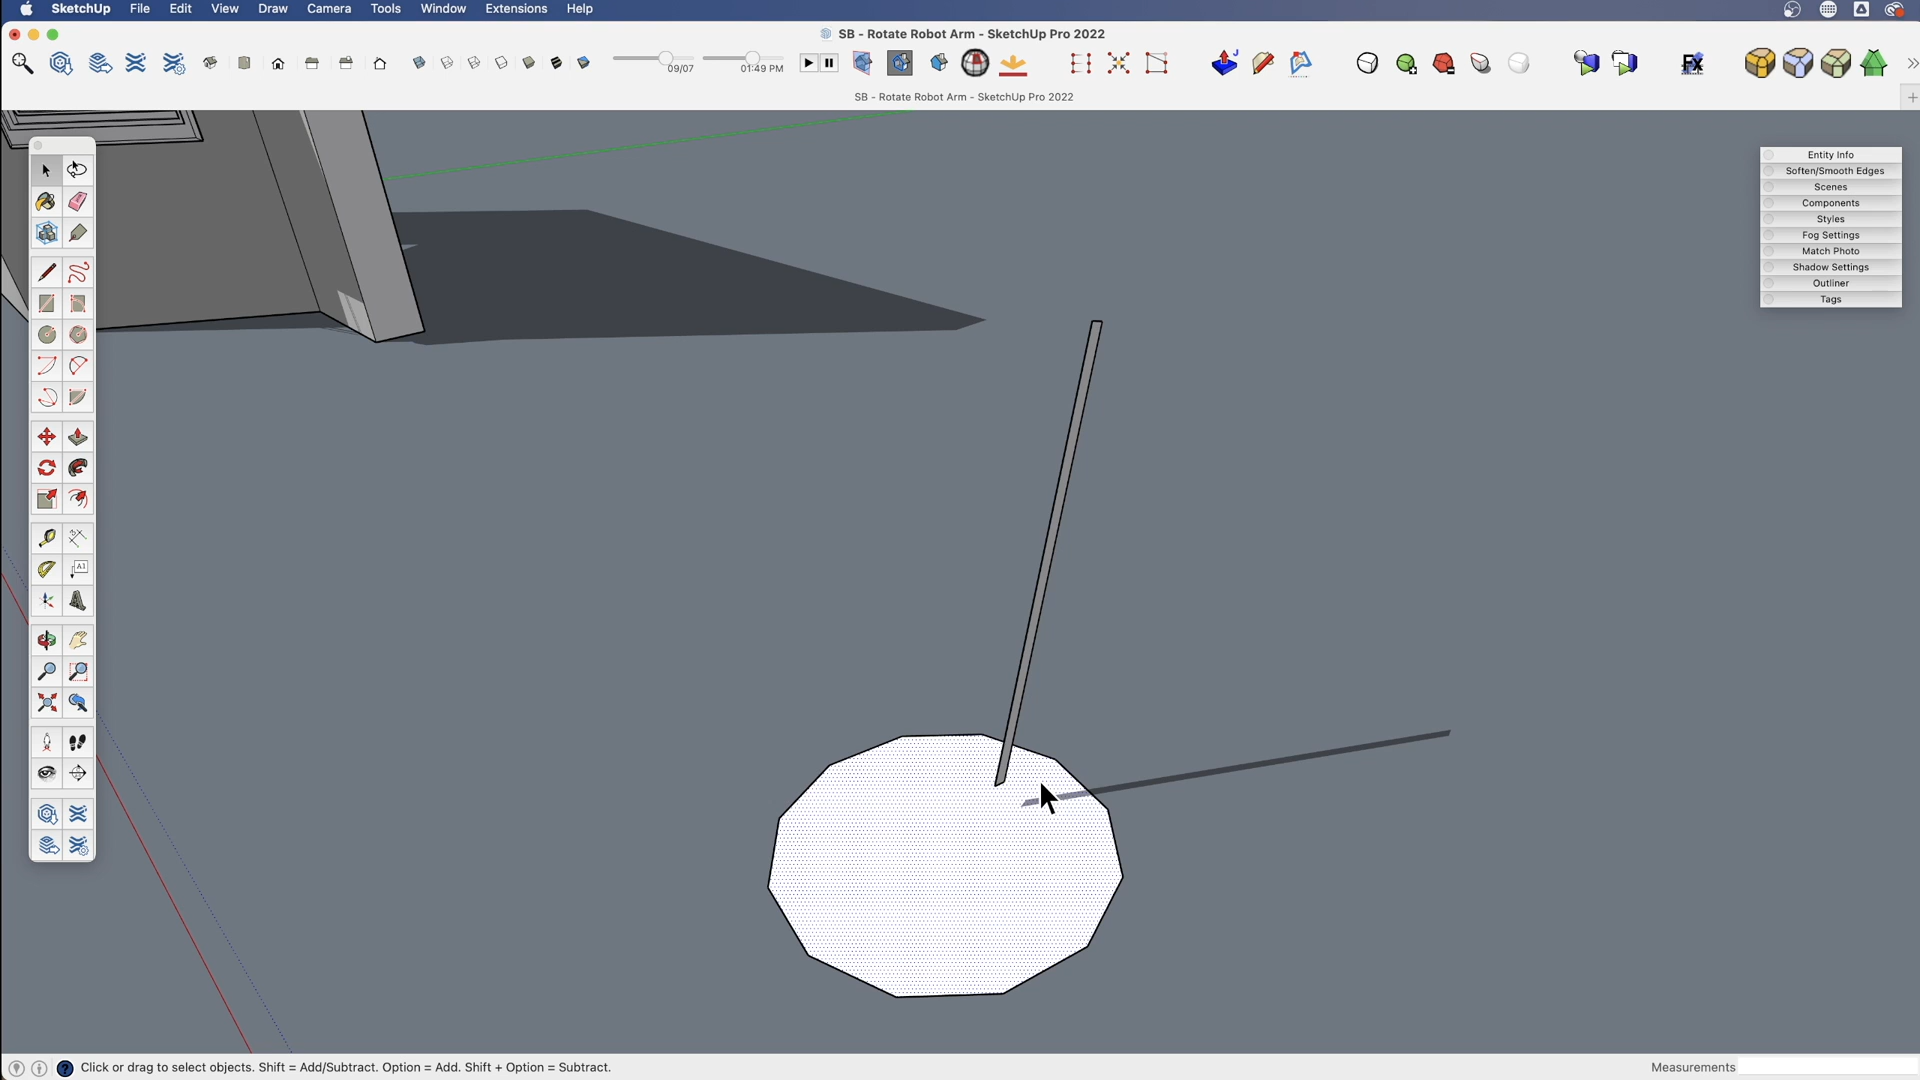 SketchUp File Edit View Draw Camera Tools Window Extensions Help
SB - Rotate Robot Arm - SketchUp Pro 2022
09/07 01:49 PM
FX
SB - Rotate Robot Arm - SketchUp Pro 2022
Entity Info
Soften/Smooth Edges
Scenes
Components
Styles
Fog Settings
Match Photo
Shadow Settings
Outliner
Tags
A1
Click or drag to select objects. Shift = Add/Subtract. Option = Add. Shift + Option = Subtract.
Measurements